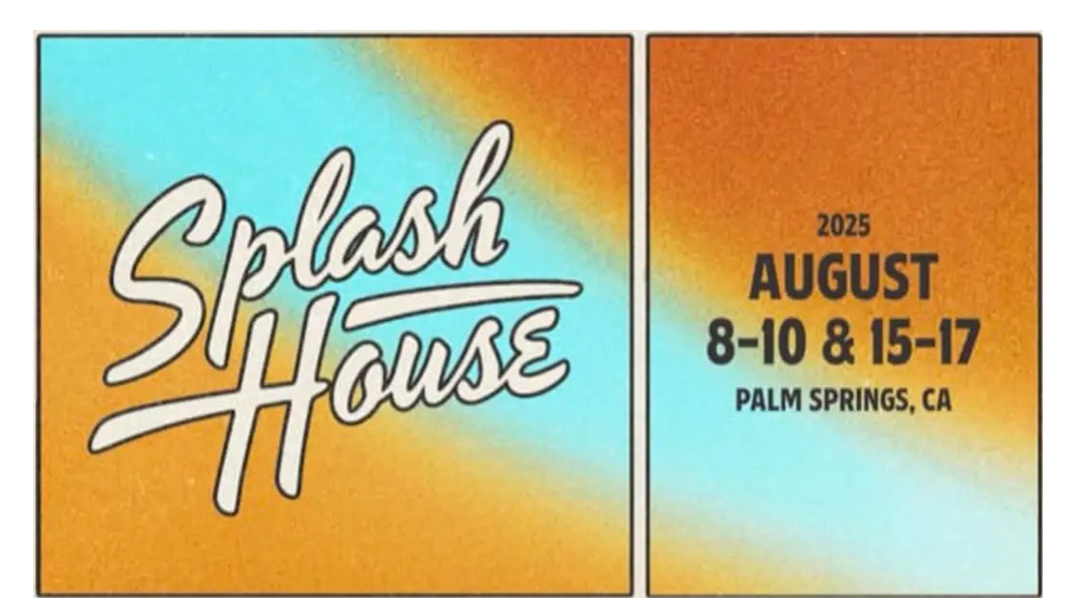 Splash
House
2025
AUGUST
8-10 & 15-17
PALM SPRINGS, CA